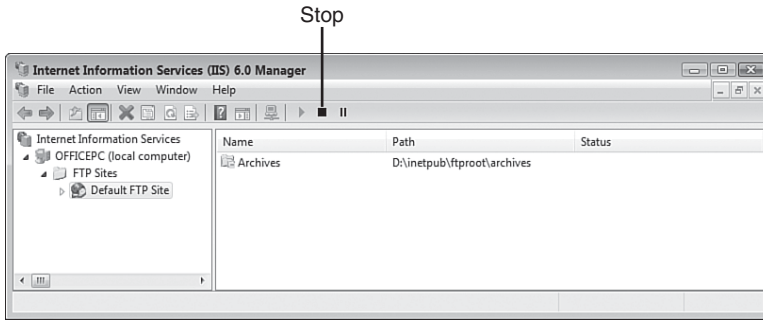 Stop
Internet Information Services (IIS) 6.0 Manager
File Action View Window Help
Internet Information Services
OFFICEPC (local computer)
FTP Sites
Default FTP Site
Name Path Status
Archives D:\inetpub\ftproot\archives